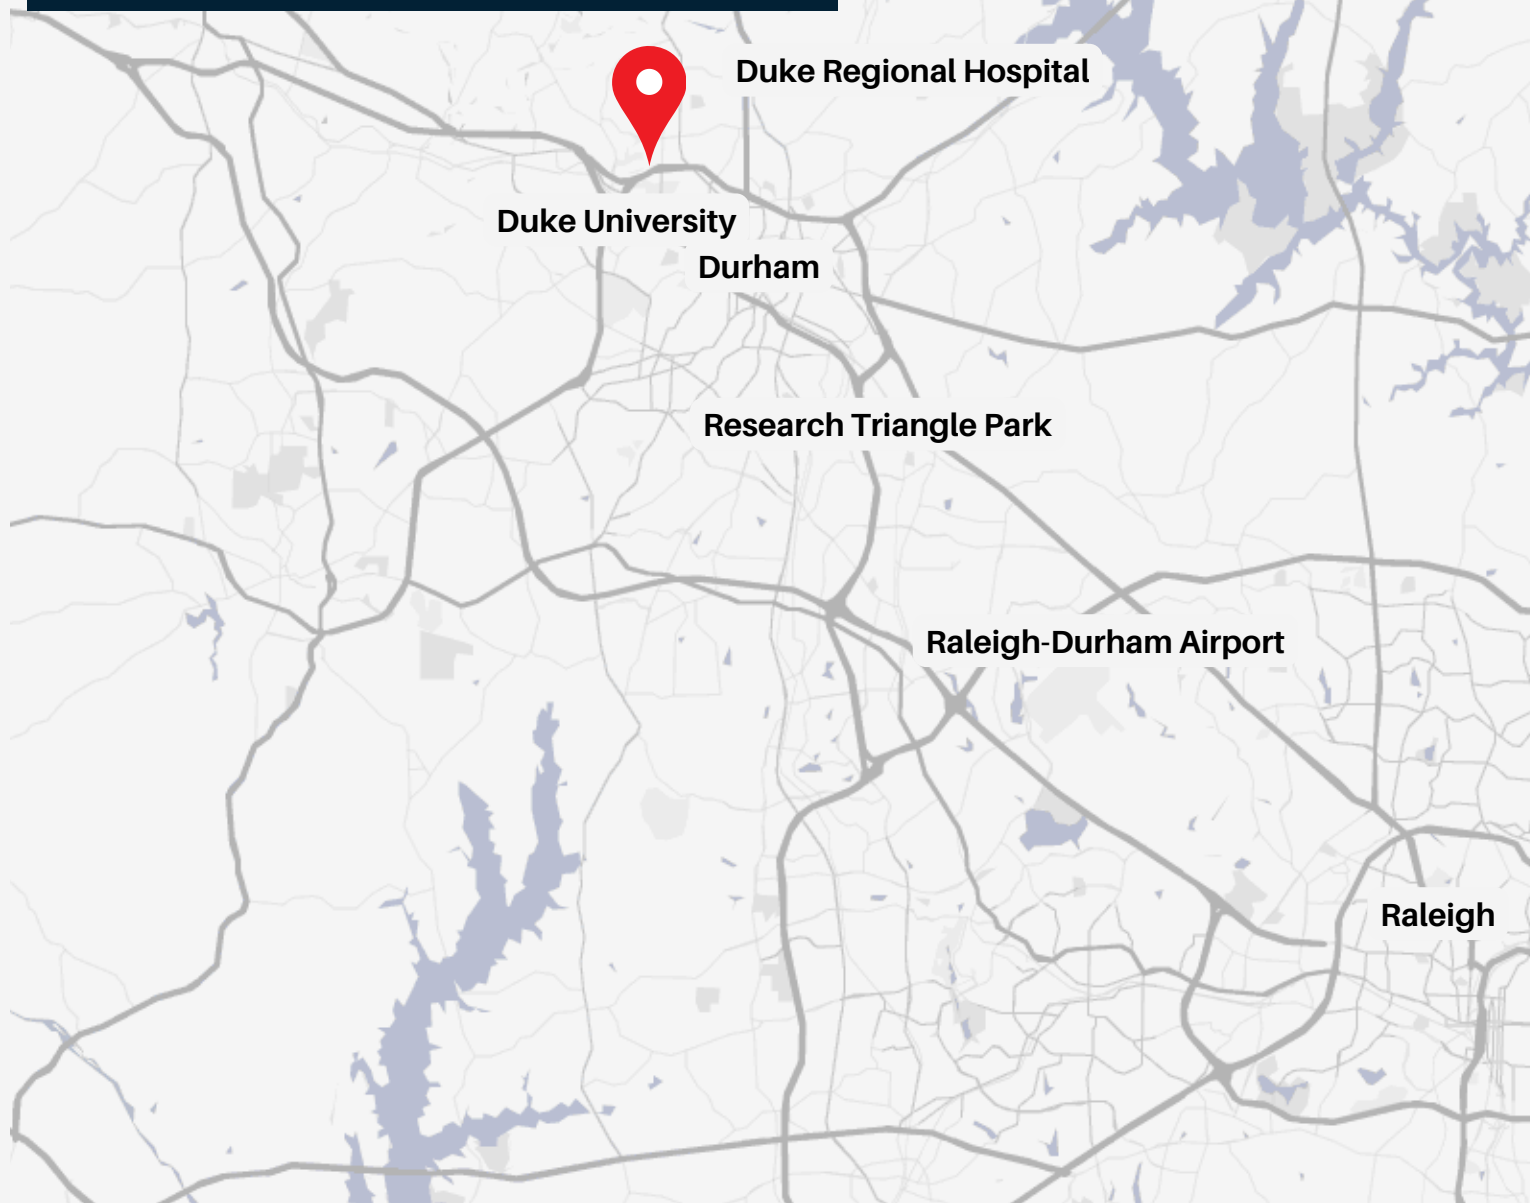 Duke Regional Hospital
Duke University
Durham
Research Triangle Park
Raleigh-Durham Airport
Raleigh